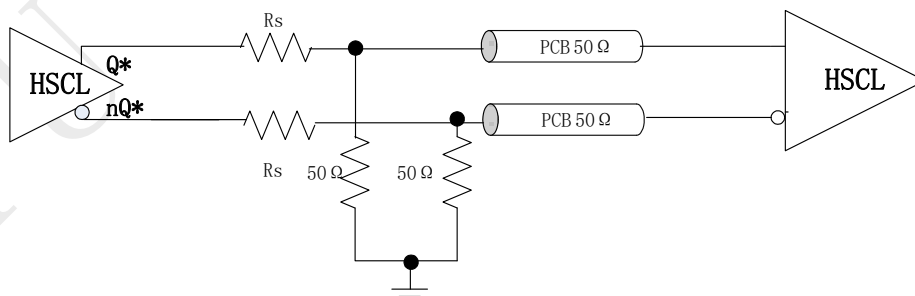 Rs
PCB 50 Ω
Q*
HSCL
HSCL
nQ*
PCB 50 Ω
Rs
50 Ω
50 Ω